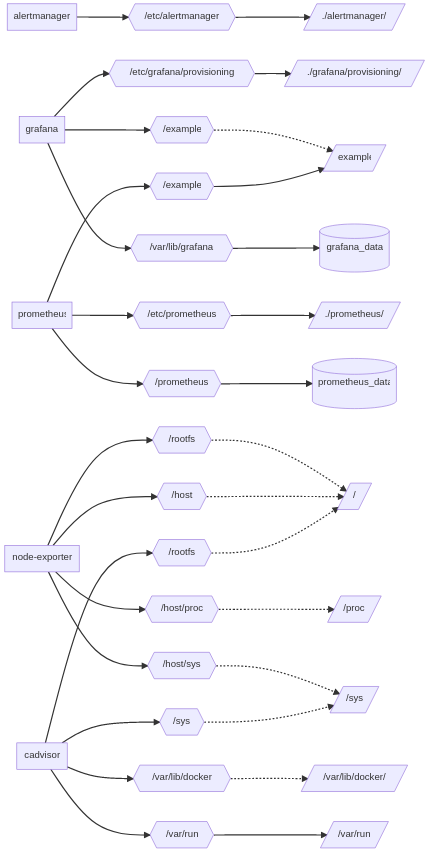 alertmanager /etc/alertmanager ./alertmanager/
/etc/grafana/provisioning ./grafana/provisioning/
grafana /example
example
/example
/var/lib/grafana grafana_data
prometheus /etc/prometheus ./prometheus/
/prometheus prometheus_data
/rootfs
/host /
/rootfs
node-exporter
/host/proc /proc
/host/sys
/sys
/sys
cadvisor
/var/lib/docker /var/lib/docker/
/var/run /var/run